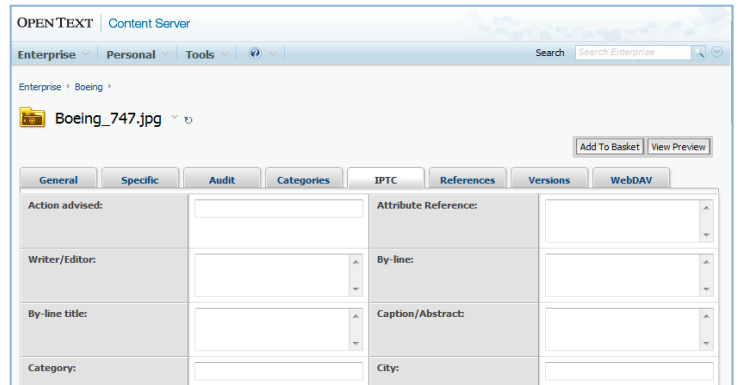 OPENTEXT | Content Server
Enterprise Personal Tools Search Search Enterprise
Enterprise › Boeing ›
Boeing_747.jpg
Add To Basket View Preview
General Specific Audit Categories IPTC References Versions WebDAV
Action advised: Attribute Reference:
Writer/Editor: By-line:
By-line title: Caption/Abstract:
Category: City: